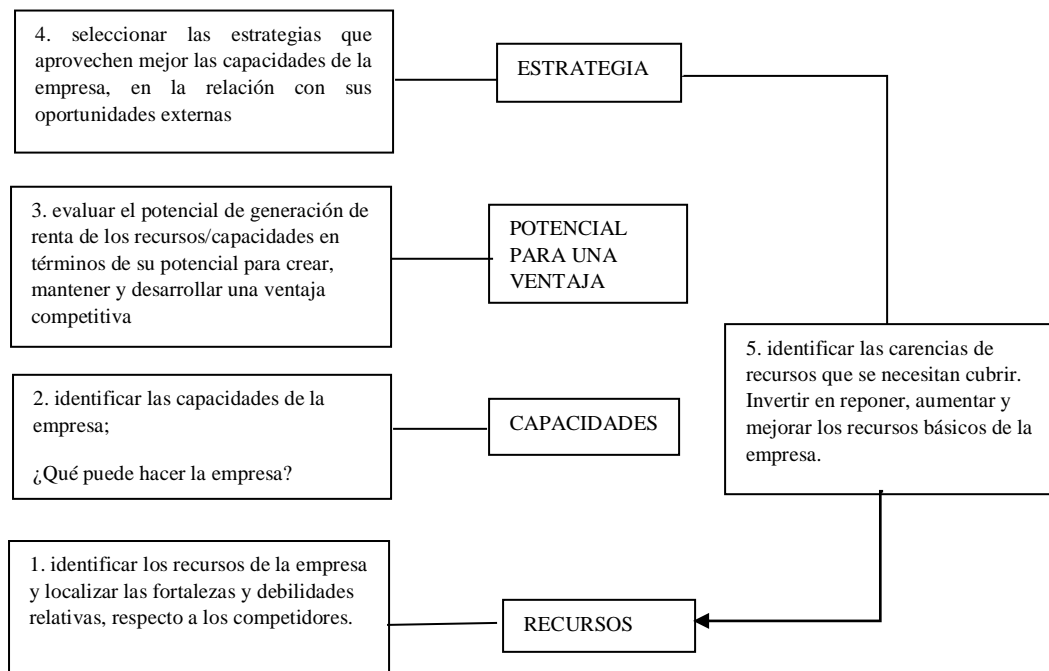 4. seleccionar las estrategias que
aprovechen mejor las capacidades de la
empresa, en la relación con sus
oportunidades externas
ESTRATEGIA
3. evaluar el potencial de generación de
renta de los recursos/capacidades en
términos de su potencial para crear,
mantener y desarrollar una ventaja
competitiva
POTENCIAL
PARA UNA
VENTAJA
5. identificar las carencias de
recursos que se necesitan cubrir.
Invertir en reponer, aumentar y
mejorar los recursos básicos de la
empresa.
2. identificar las capacidades de la
empresa;
¿Qué puede hacer la empresa?
CAPACIDADES
1. identificar los recursos de la empresa
y localizar las fortalezas y debilidades
relativas, respecto a los competidores.
RECURSOS